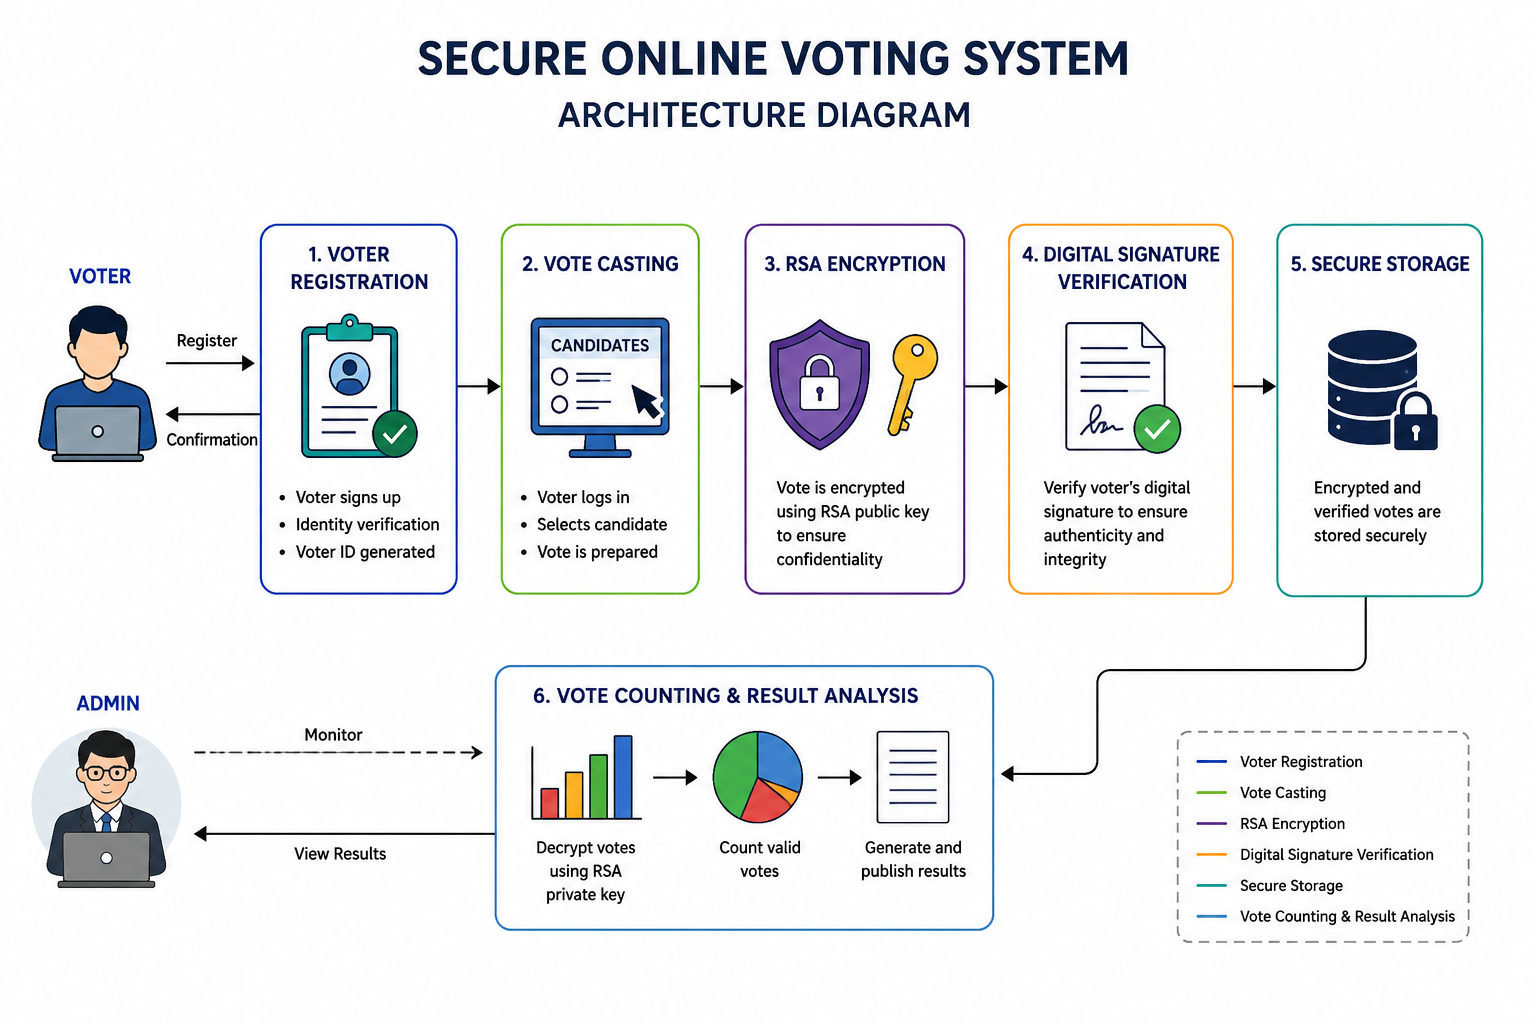 SECURE ONLINE VOTING SYSTEM
ARCHITECTURE DIAGRAM
VOTER
Register
Confirmation
1. VOTER
REGISTRATION
• Voter signs up
• Identity verification
• Voter ID generated
2. VOTE CASTING
CANDIDATES
• Voter logs in
• Selects candidate
• Vote is prepared
3. RSA ENCRYPTION
Vote is encrypted
using RSA public key
to ensure
confidentiality
4. DIGITAL SIGNATURE
VERIFICATION
Verify voter's digital
signature to ensure
authenticity and
integrity
5. SECURE STORAGE
Encrypted and
verified votes are
stored securely
ADMIN
Monitor
View Results
6. VOTE COUNTING & RESULT ANALYSIS
Decrypt votes
using RSA
private key
Count valid
votes
Generate and
publish results
Voter Registration
Vote Casting
RSA Encryption
Digital Signature Verification
Secure Storage
Vote Counting & Result Analysis